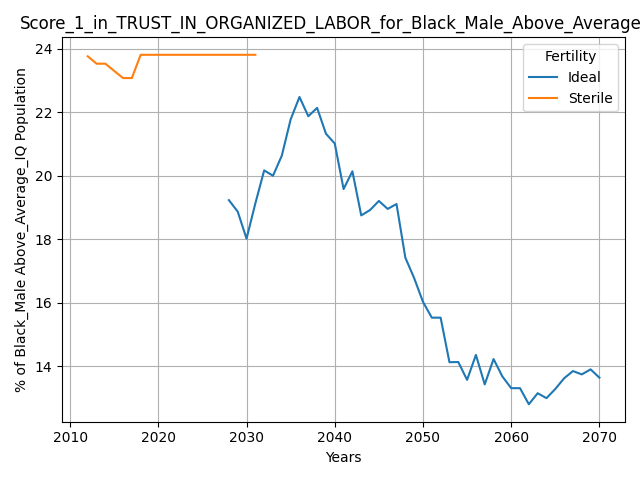 Score_1_in_TRUST_IN_ORGANIZED_LABOR_for_Black_Male_Above_Average
24
22
20
18
16
14
% of Black_Male Above_Average_IQ Population
Fertility
Ideal
Sterile
2010 2020 2030 2040 2050 2060 2070
Years